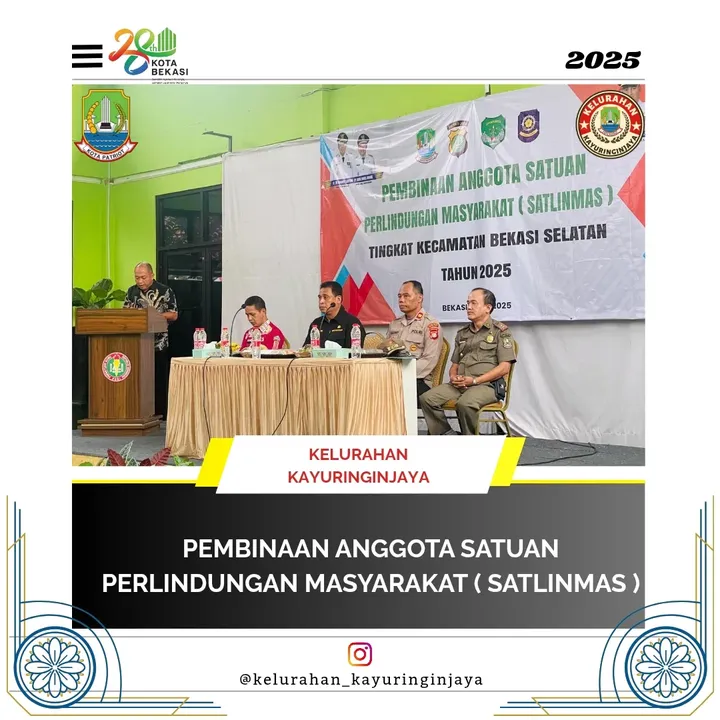 28th
KOTA
BEKASI
2025
KOTA PATRIOT
KELURAHAN
KAYURINGINJAYA
PEMBINAAN ANGGOTA SATUAN
PERLINDUNGAN MASYARAKAT ( SATLINMAS )
TINGKAT KECAMATAN BEKASI SELATAN
TAHUN 2025
BEKASI
2025
KELURAHAN
KAYURINGINJAYA
PEMBINAAN ANGGOTA SATUAN
PERLINDUNGAN MASYARAKAT ( SATLINMAS )
@kelurahan_kayuringinjaya